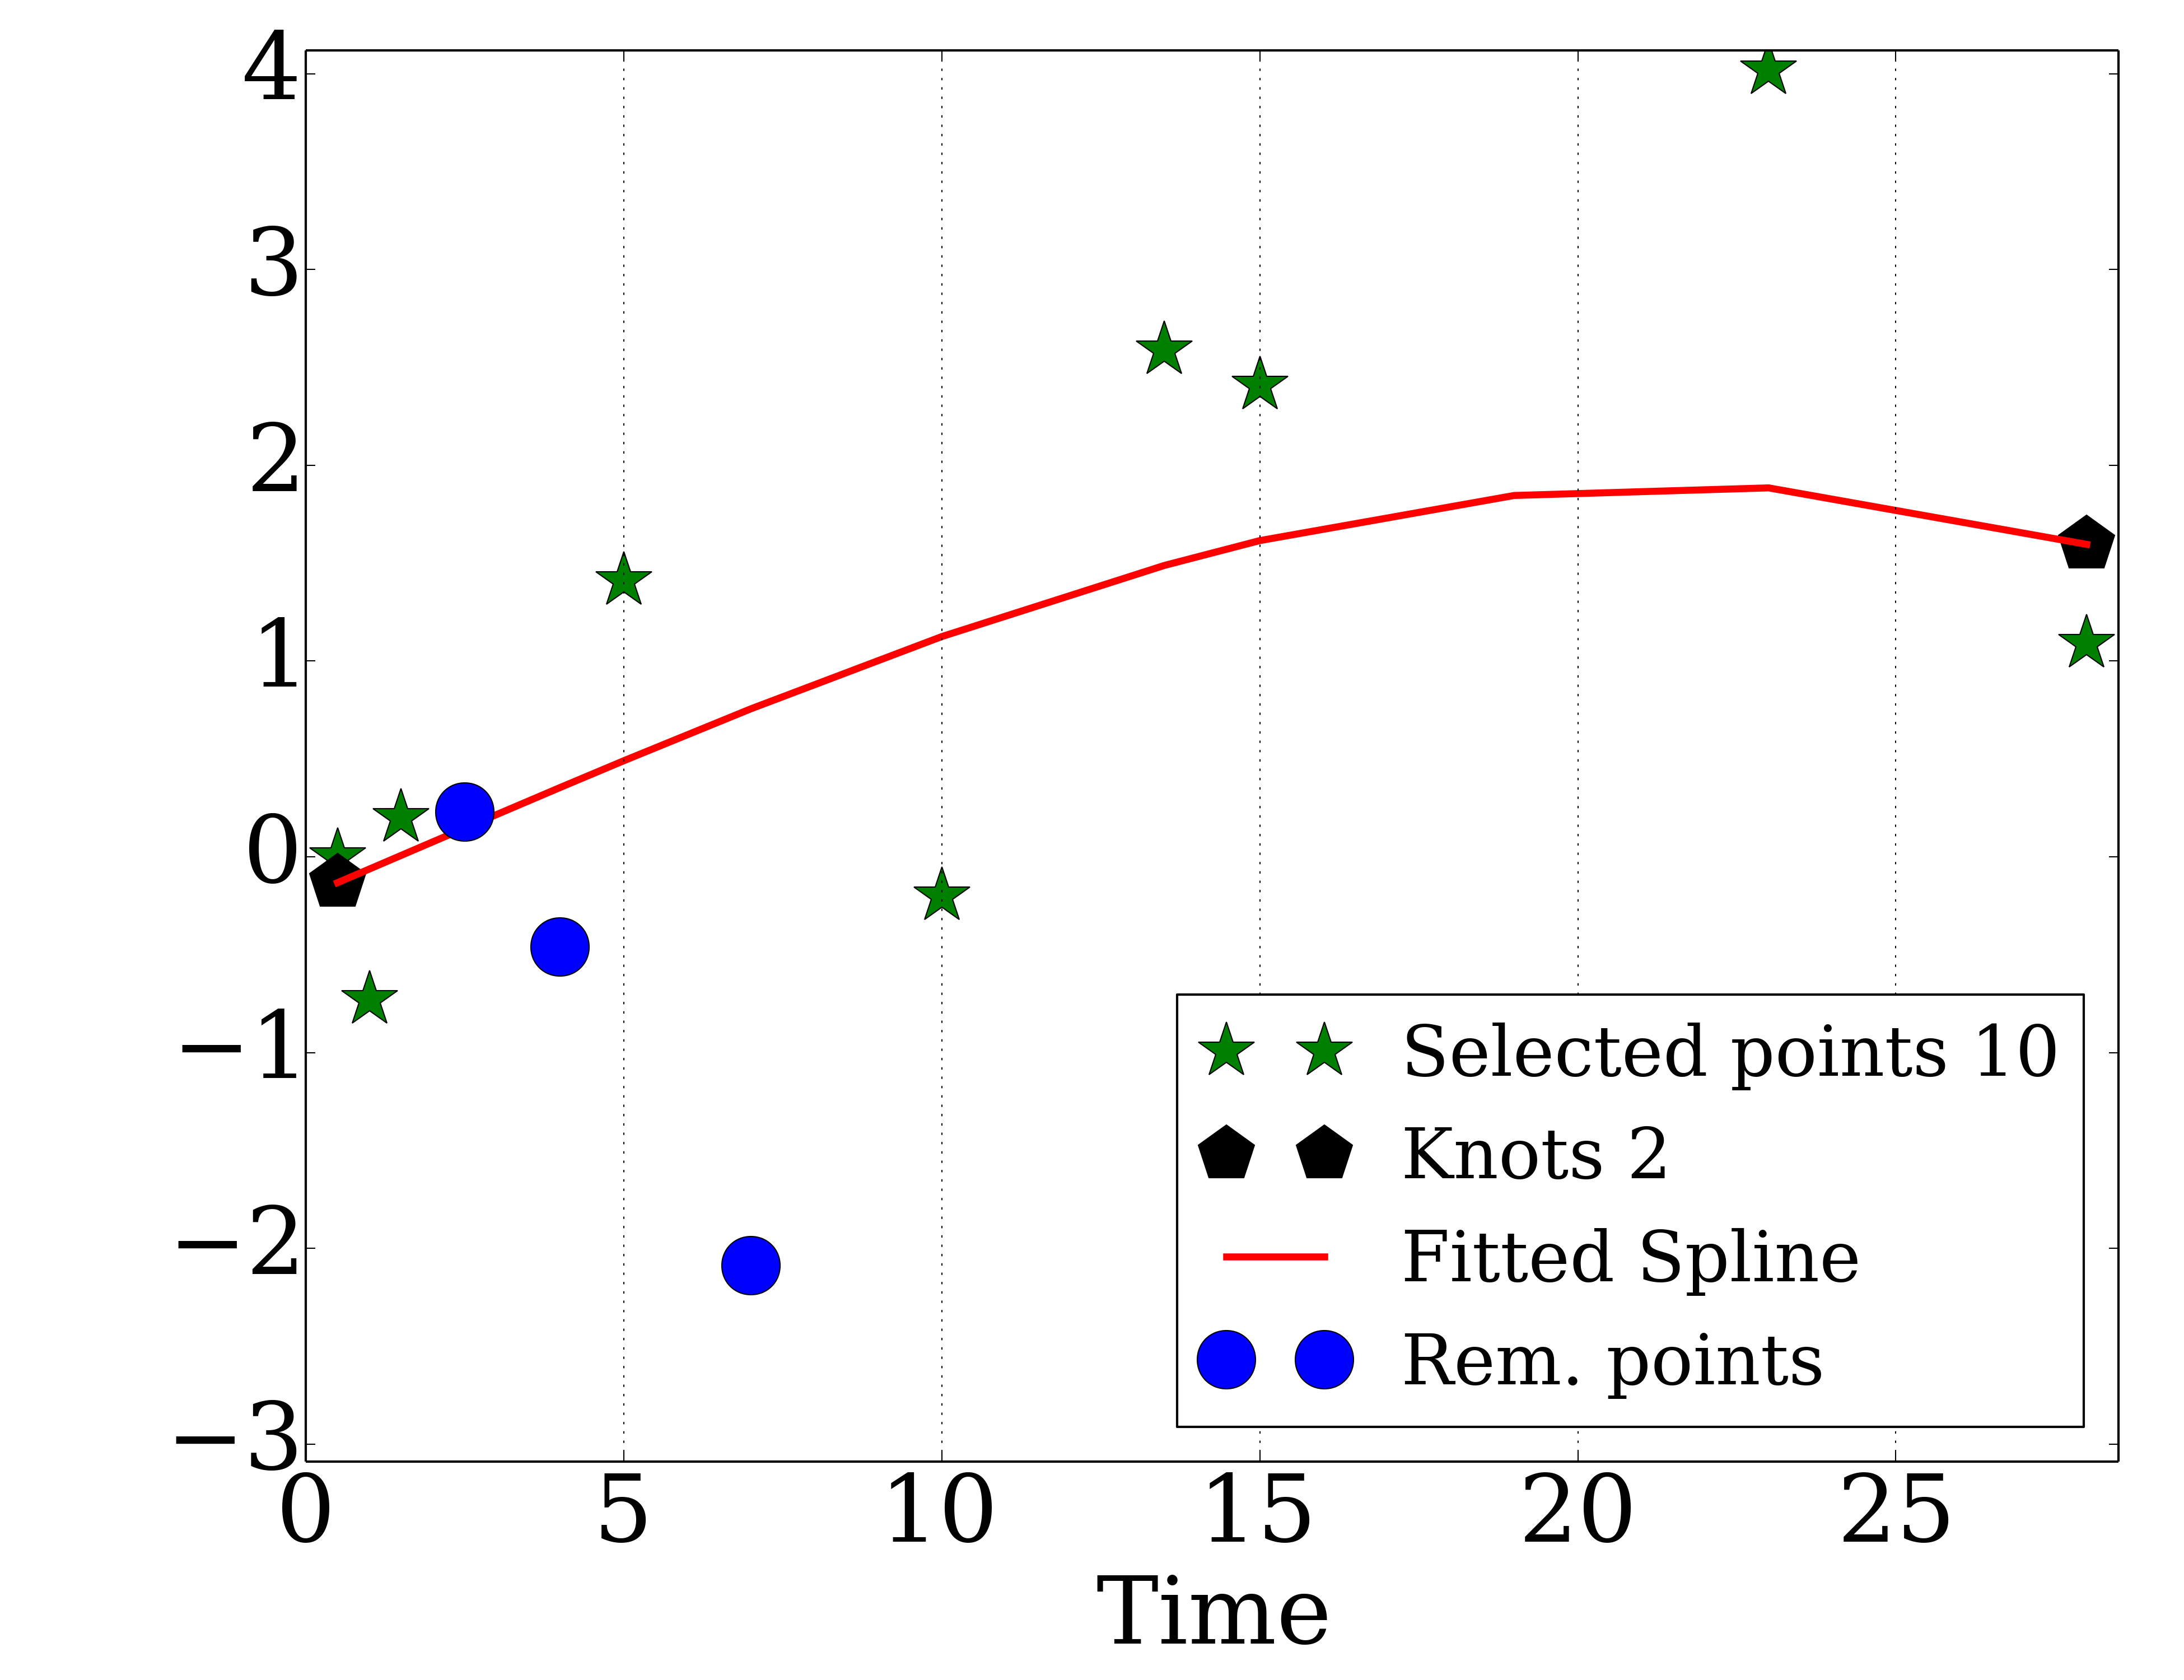 4
3
2
1
0
−1
−2
−3
0 5 10 15 20 25
Time
Selected points 10
Knots 2
Fitted Spline
Rem. points